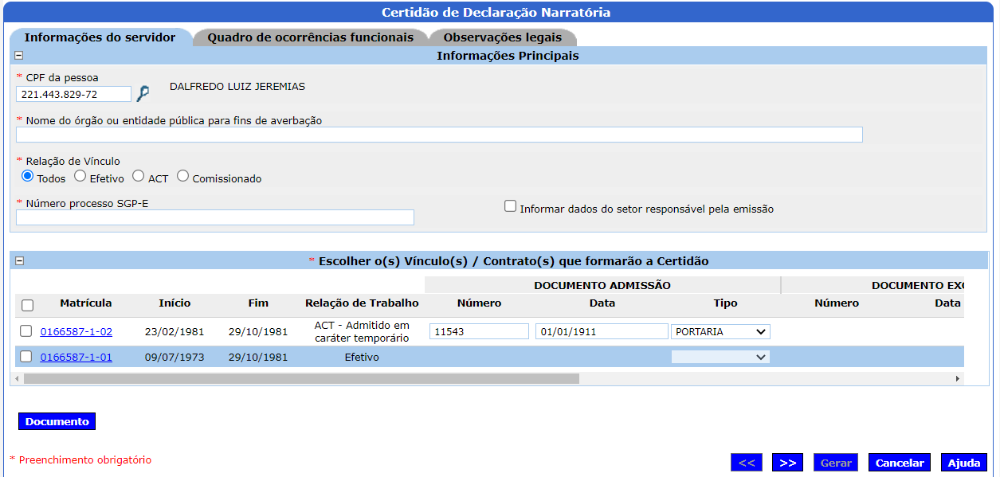 Certidão de Declaração Narratória
Informações do servidor Quadro de ocorrências funcionais Observações legais
Informações Principais
* CPF da pessoa
221.443.829-72 DALFREDO LUIZ JEREMIAS
* Nome do órgão ou entidade pública para fins de averbação
* Relação de Vínculo
Todos Efetivo ACT Comissionado
* Número processo SGP-E
Informar dados do setor responsável pela emissão
* Escolher o(s) Vínculo(s) / Contrato(s) que formarão a Certidão
DOCUMENTO ADMISSÃO DOCUMENTO EXC
Matrícula Início Fim Relação de Trabalho Número Data Tipo Número Data
0166587-1-02 23/02/1981 29/10/1981 ACT - Admitido em caráter temporário 11543 01/01/1911 PORTARIA
0166587-1-01 09/07/1973 29/10/1981 Efetivo
Documento
* Preenchimento obrigatório
<< >> Gerar Cancelar Ajuda